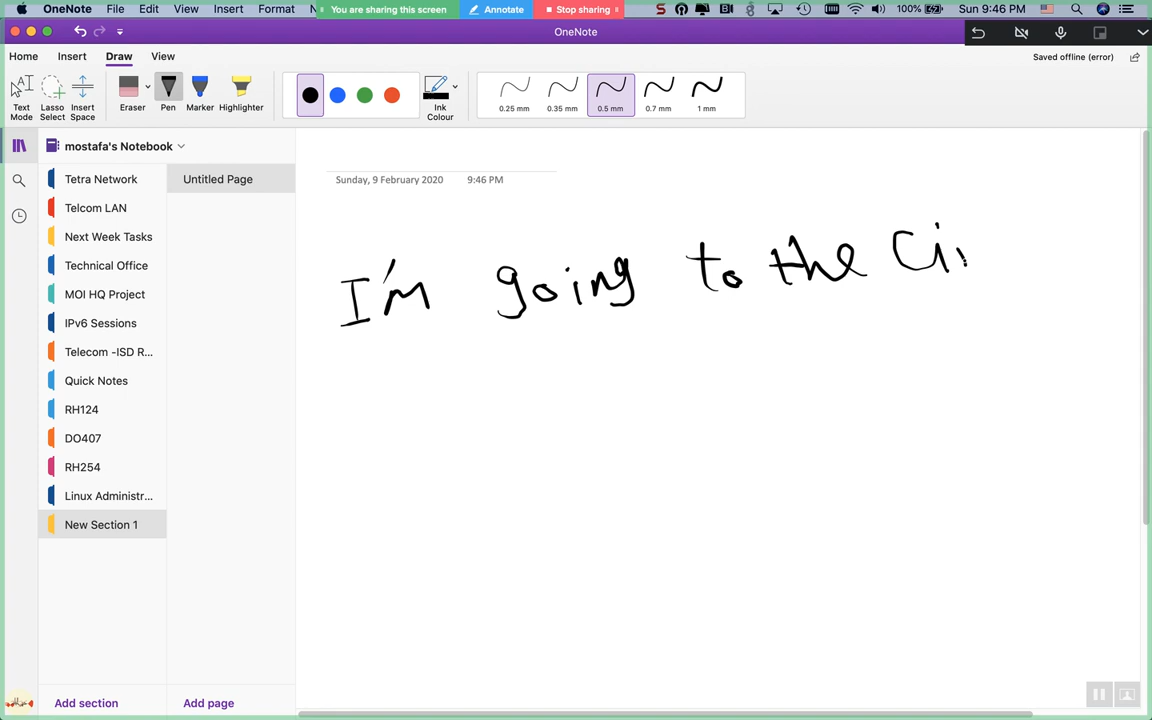 OneNote File Edit View Insert Format
You are sharing this screen Annotate Stop sharing
100% Sun 9:46 PM
OneNote
Home Insert Draw View
Saved offline (error)
Text Mode
Lasso Select
Insert Space
Eraser
Pen
Marker
Highlighter
Ink Colour
0.25 mm 0.35 mm 0.5 mm 0.7 mm 1 mm
mostafa's Notebook
Tetra Network
Telcom LAN
Next Week Tasks
Technical Office
MOI HQ Project
IPv6 Sessions
Telecom -ISD R...
Quick Notes
RH124
DO407
RH254
Linux Administr...
New Section 1
Add section
Untitled Page
Add page
Sunday, 9 February 2020 9:46 PM
I'm going to the